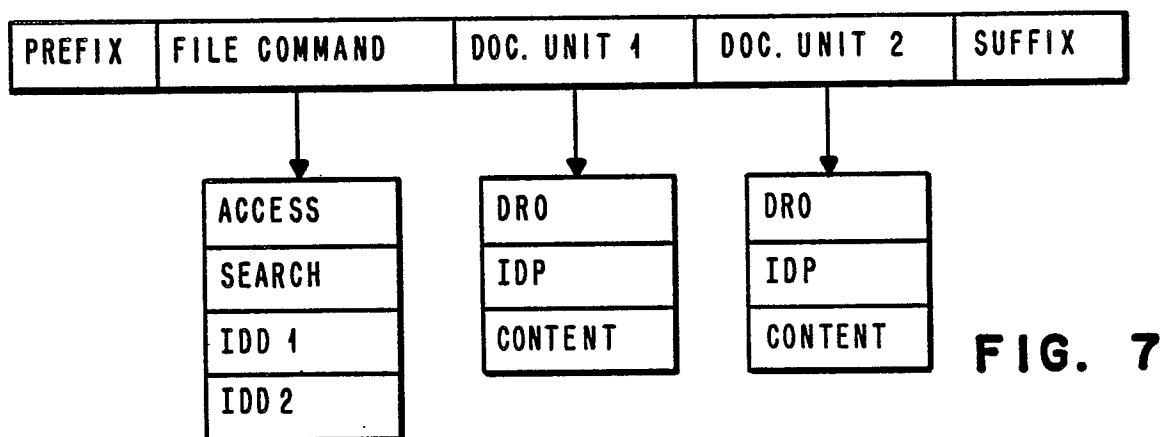 PREFIX FILE COMMAND DOC. UNIT 1 DOC. UNIT 2 SUFFIX
ACCESS
SEARCH
IDD 1
IDD 2
DRO
IDP
CONTENT
DRO
IDP
CONTENT
FIG. 7